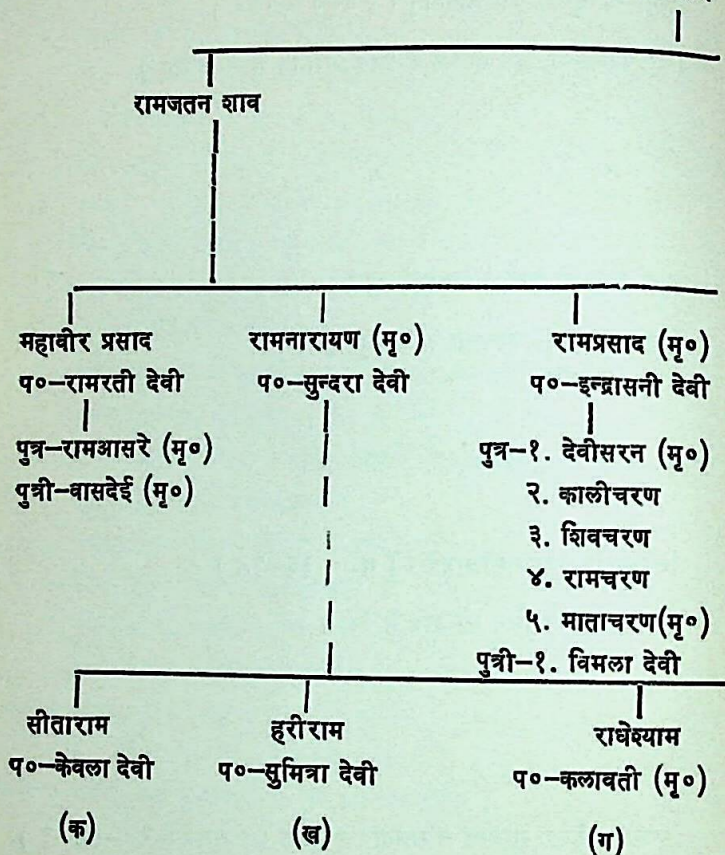 रामजतन शाव
महावीर प्रसाद रामनारायण (मृ०) रामप्रसाद (मृ०)
प०–रामरती देवी प०–सुन्दरा देवी प०–इन्द्रासनी देवी
पुत्र–रामआसरे (मृ०) पुत्र–१. देवीसरन (मृ०)
पुत्री–वासदेई (मृ०) २. कालीचरण
३. शिवचरण
४. रामचरण
५. माताचरण(मृ०)
पुत्री–१. विमला देवी
सीताराम हरीराम राधेश्याम
प०–केवला देवी प०–सुमित्रा देवी प०–कलावती (मृ०)
(क) (ख) (ग)